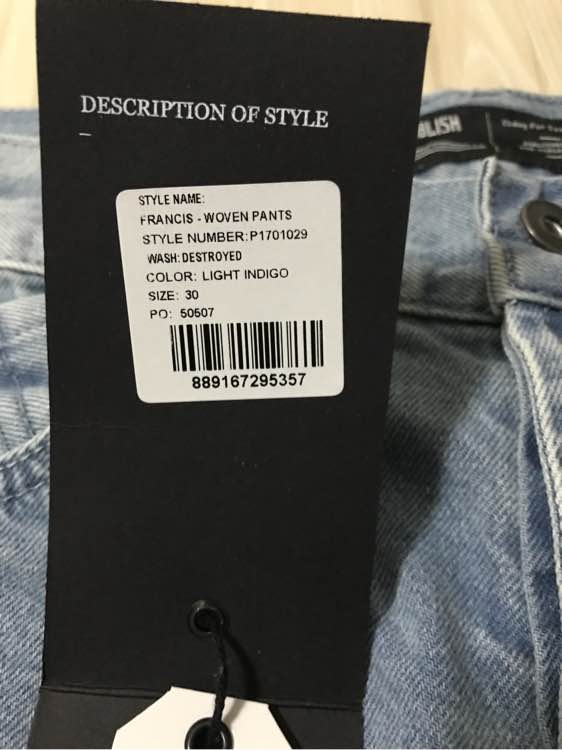 DESCRIPTION OF STYLE
BLISH
STYLE NAME:
FRANCIS - WOVEN PANTS
STYLE NUMBER: P1701029
WASH: DESTROYED
COLOR: LIGHT INDIGO
SIZE: 30
PO: 50507
889167295357